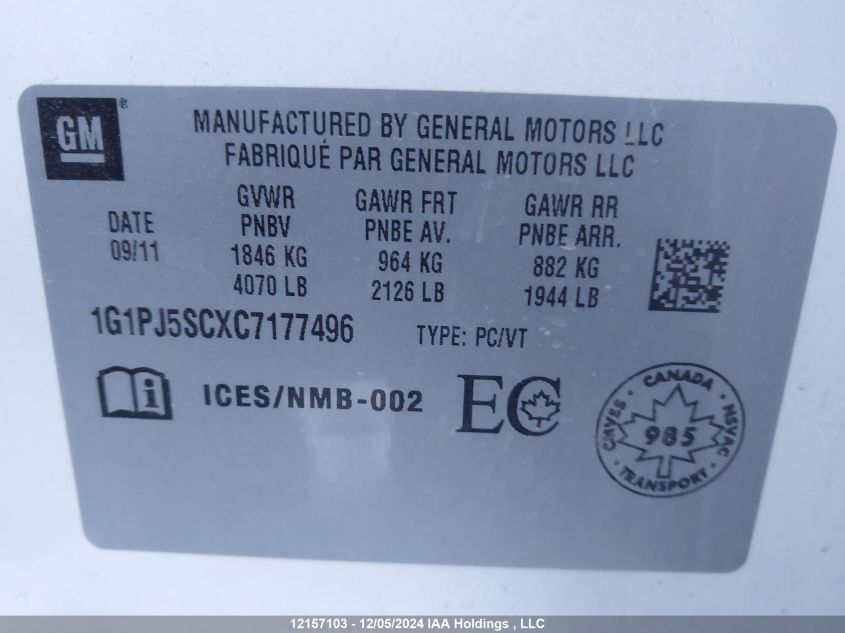 GM ®
MANUFACTURED BY GENERAL MOTORS LLC
FABRIQUÉ PAR GENERAL MOTORS LLC
DATE
09/11
GVWR
PNBV
1846 KG
4070 LB
GAWR FRT
PNBE AV.
964 KG
2126 LB
GAWR RR
PNBE ARR.
882 KG
1944 LB
1G1PJ5SCXC7177496 TYPE: PC/VT
i ICES/NMB-002 EC
CANADA
CMVSS 985 NSVAC
TRANSPORT
12157103 - 12/05/2024 IAA Holdings , LLC